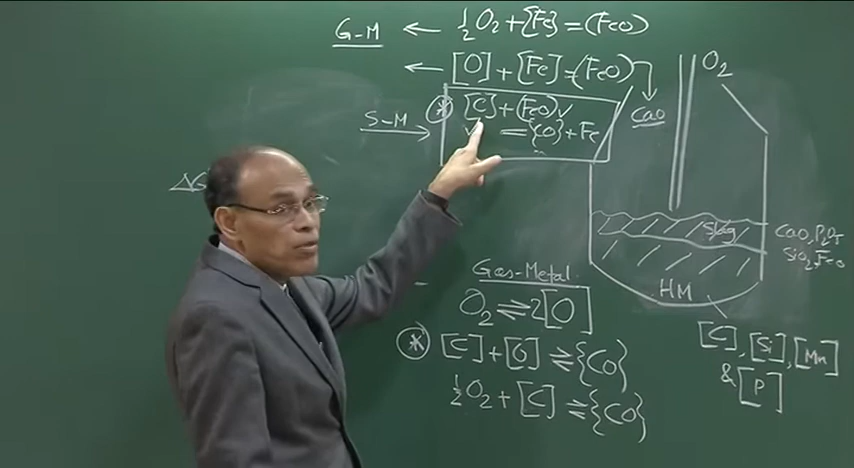 G-M ← ½O₂ + [Fe] = (FeO)
← [O] + [Fe] = (FeO)
S-M → * [C] + (FeO) ✓
✓ = {CO} + Fe
CaO
O₂
ΔG
slag
CaO, P₂O₅
SiO₂, FeO
HM
[C], [Si], [Mn]
& [P]
Gas-Metal
O₂ ⇌ 2[O]
* [C] + [O] ⇌ {CO}
½O₂ + [C] ⇌ {CO}